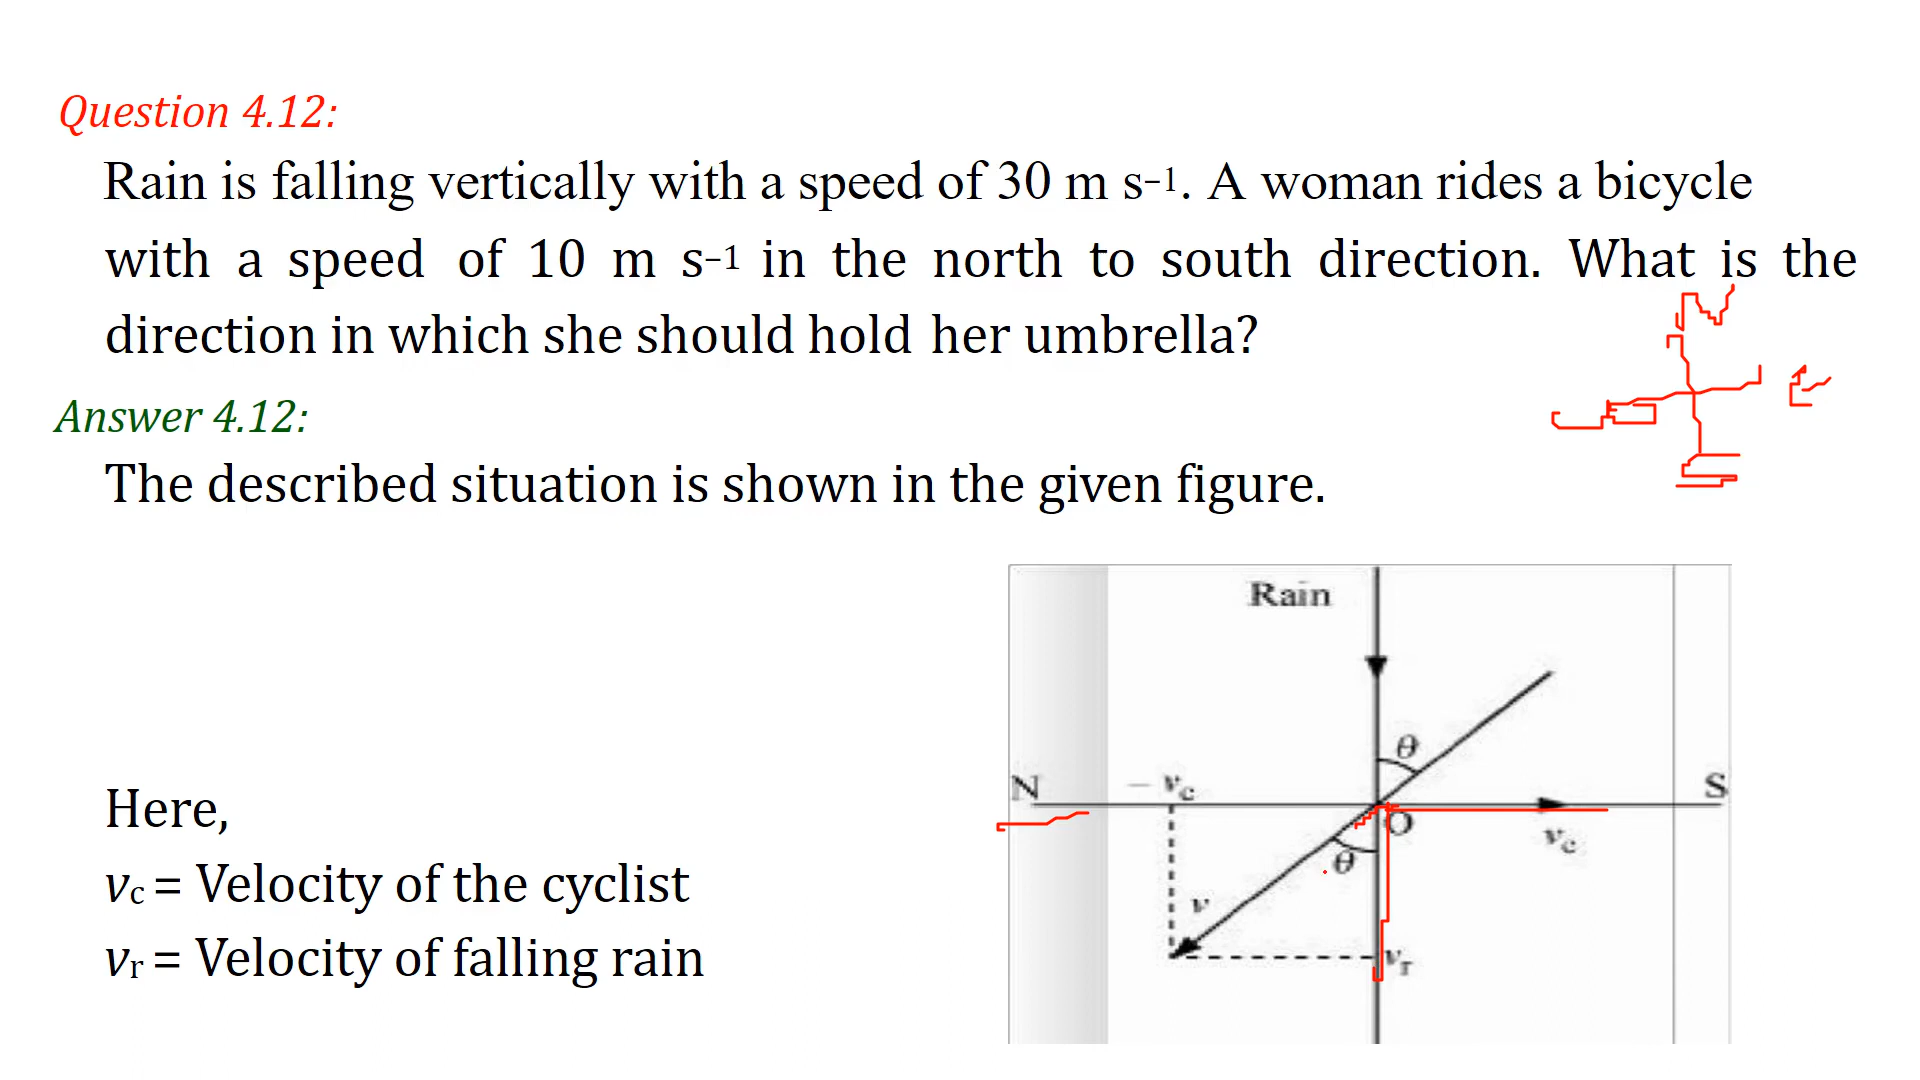 Question 4.12:
Rain is falling vertically with a speed of 30 m s–1. A woman rides a bicycle
with a speed of 10 m s–1 in the north to south direction. What is the
direction in which she should hold her umbrella?
N
E
S
Answer 4.12:
The described situation is shown in the given figure.
Rain
θ
N
– vc
S
O
vc
θ
v
vr
Here,
vc = Velocity of the cyclist
vr = Velocity of falling rain